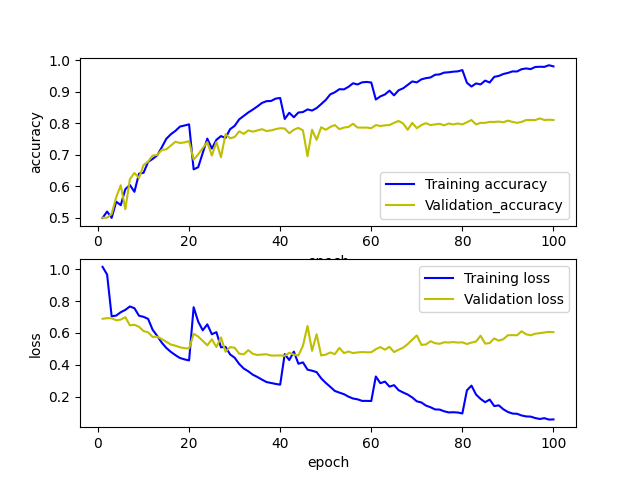 accuracy
1.0
0.9
0.8
0.7
0.6
0.5
0 20 40 60 80 100
Training accuracy
Validation_accuracy
epoch
loss
1.0
0.8
0.6
0.4
0.2
0 20 40 60 80 100
Training loss
Validation loss
epoch